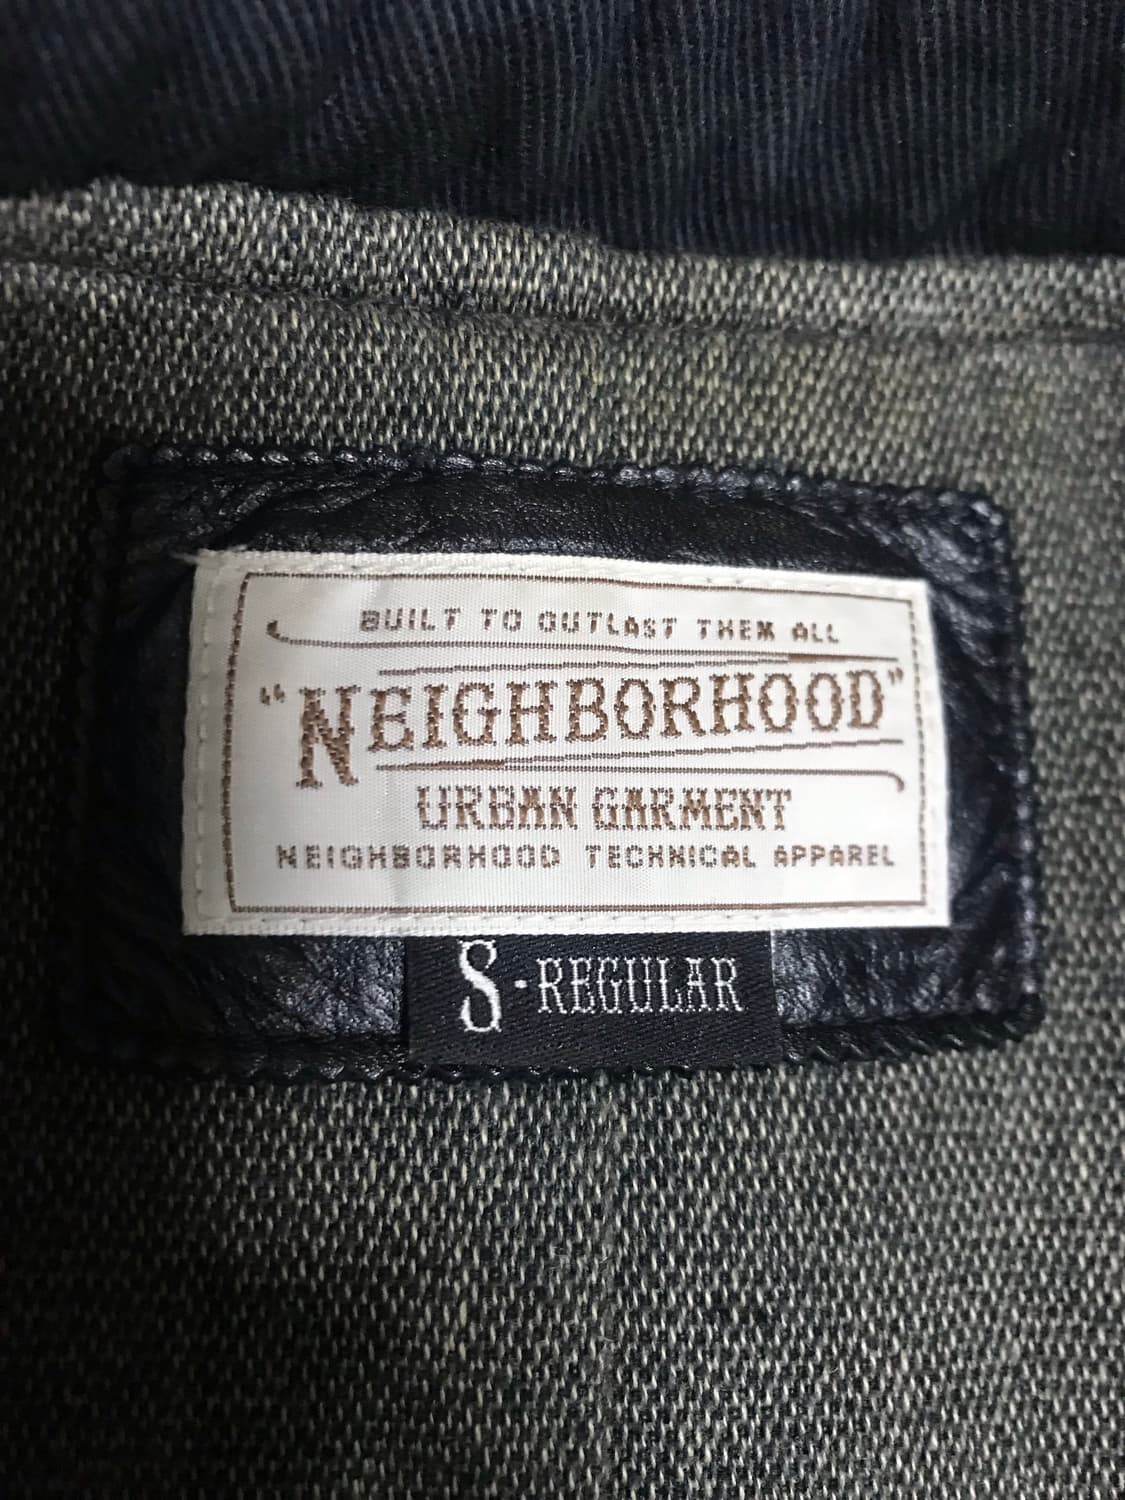 BUILT TO OUTLAST THEM ALL
"NEIGHBORHOOD"
URBAN GARMENT
NEIGHBORHOOD TECHNICAL APPAREL
S-REGULAR